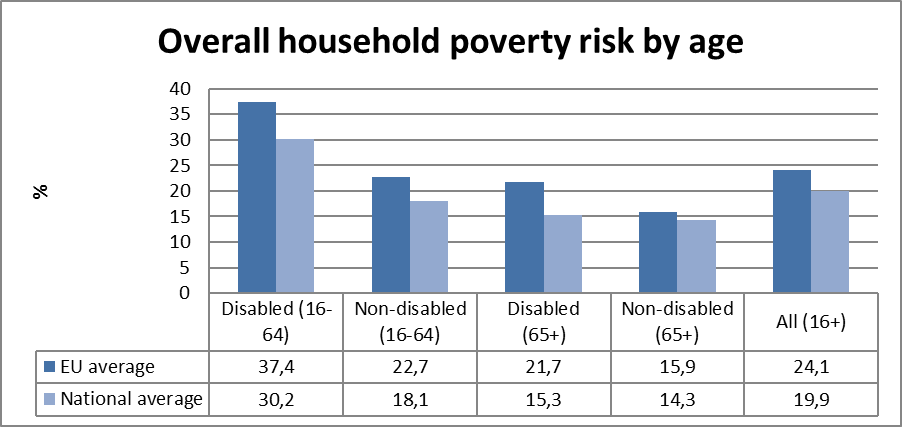 Overall household poverty risk by age
%
40
35
30
25
20
15
10
5
0
Disabled (16-
64)
Non-disabled
(16-64)
Disabled
(65+)
Non-disabled
(65+)
All (16+)
EU average 37,4 22,7 21,7 15,9 24,1
National average 30,2 18,1 15,3 14,3 19,9